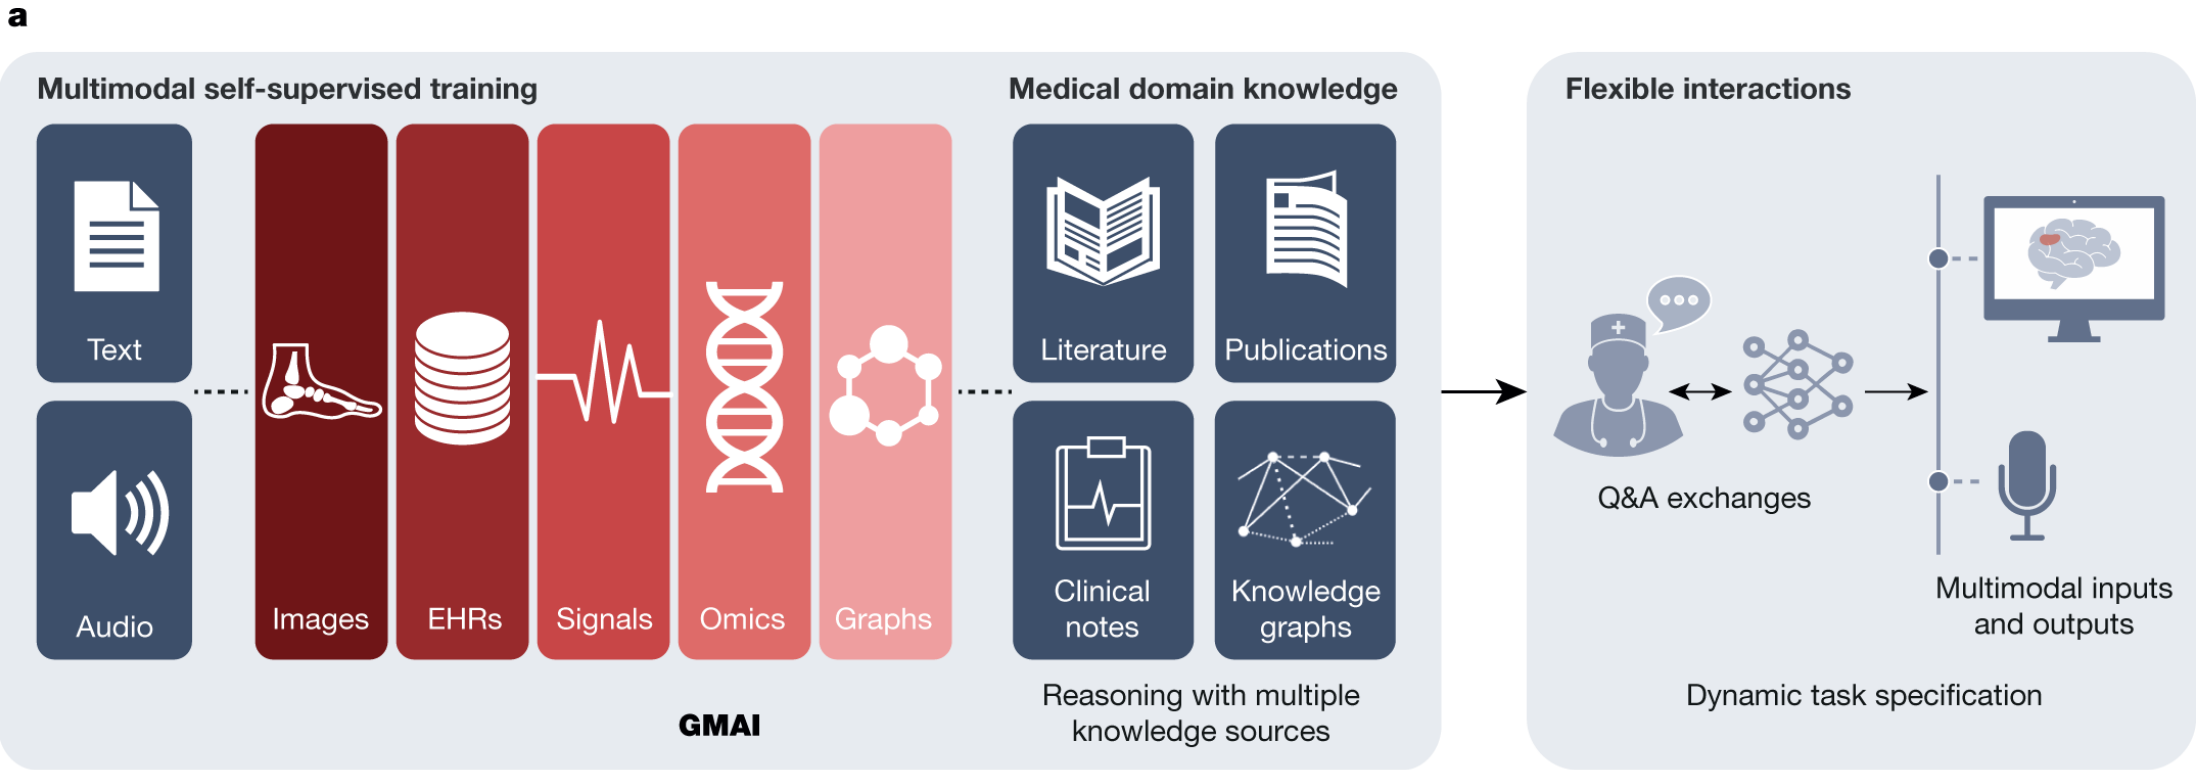 a
Multimodal self-supervised training
Medical domain knowledge
Flexible interactions
Text
Audio
Images
EHRs
Signals
Omics
Graphs
Literature
Publications
Clinical
notes
Knowledge
graphs
Reasoning with multiple
knowledge sources
GMAI
Q&A exchanges
Multimodal inputs
and outputs
Dynamic task specification